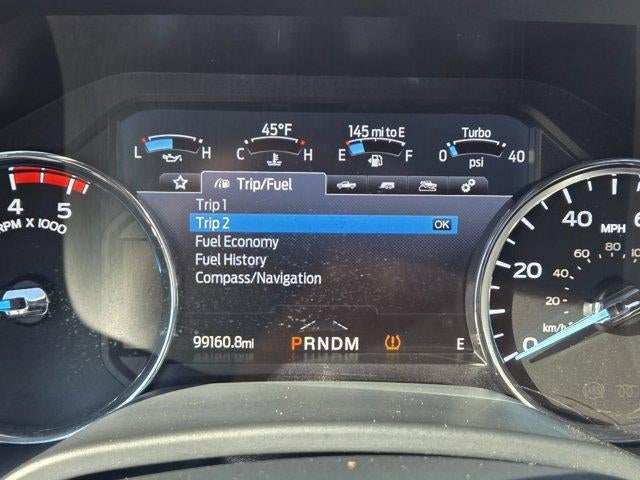 45°F 145 mi to E Turbo
L H C H E F 0 40
psi
Trip/Fuel
Trip 1
Trip 2 OK
Fuel Economy
Fuel History
Compass/Navigation
99160.8mi PRNDM E
4 5
RPM X 1000
40
MPH
60 80
20
40
20
km/h
0